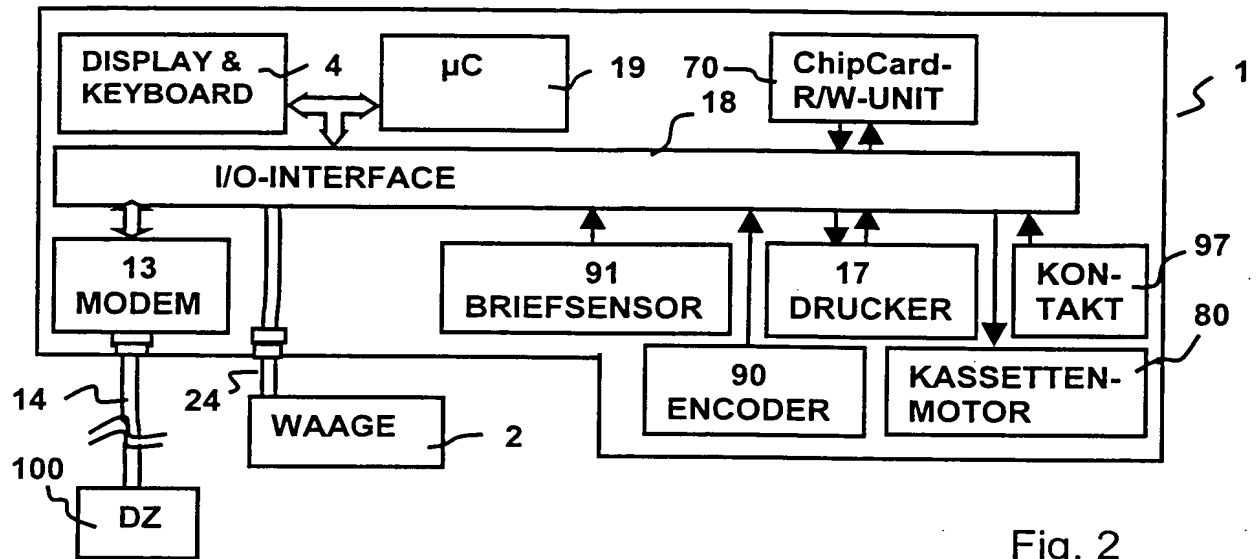 DISPLAY &
KEYBOARD
4
µC
19
70
ChipCard-
R/W-UNIT
1
18
I/O-INTERFACE
13
MODEM
91
BRIEFSENSOR
17
DRUCKER
KON-
TAKT
97
80
14
24
WAAGE
2
90
ENCODER
KASSETTEN-
MOTOR
100
DZ
Fig. 2